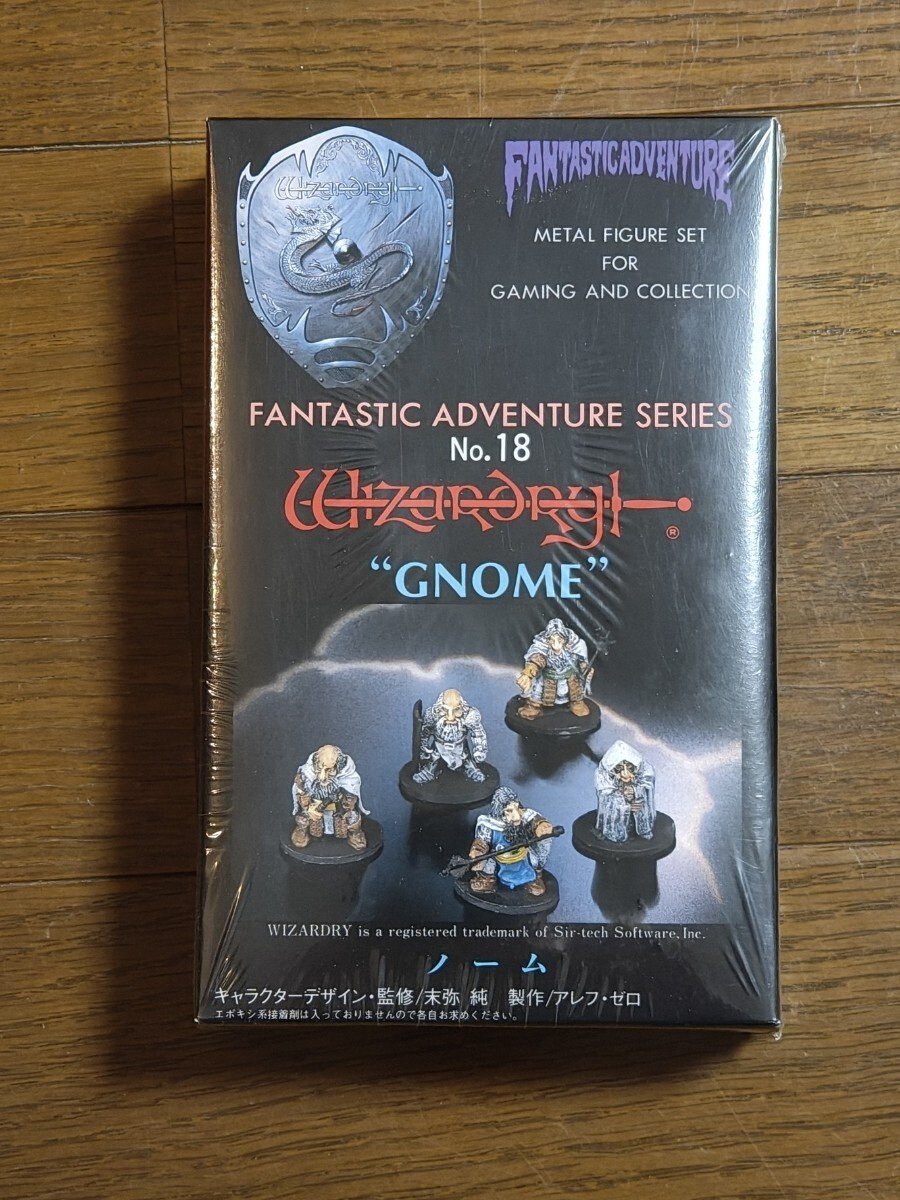 Wizardry
FANTASTIC ADVENTURE
METAL FIGURE SET
FOR
GAMING AND COLLECTION
FANTASTIC ADVENTURE SERIES
No.18
Wizardry
®
“GNOME”
WIZARDRY is a registered trademark of Sir-tech Software, Inc.
ノーム
キャラクターデザイン・監修/末弥 純 製作/アレフ・ゼロ
エポキシ系接着剤は入っておりませんので各自お求めください。